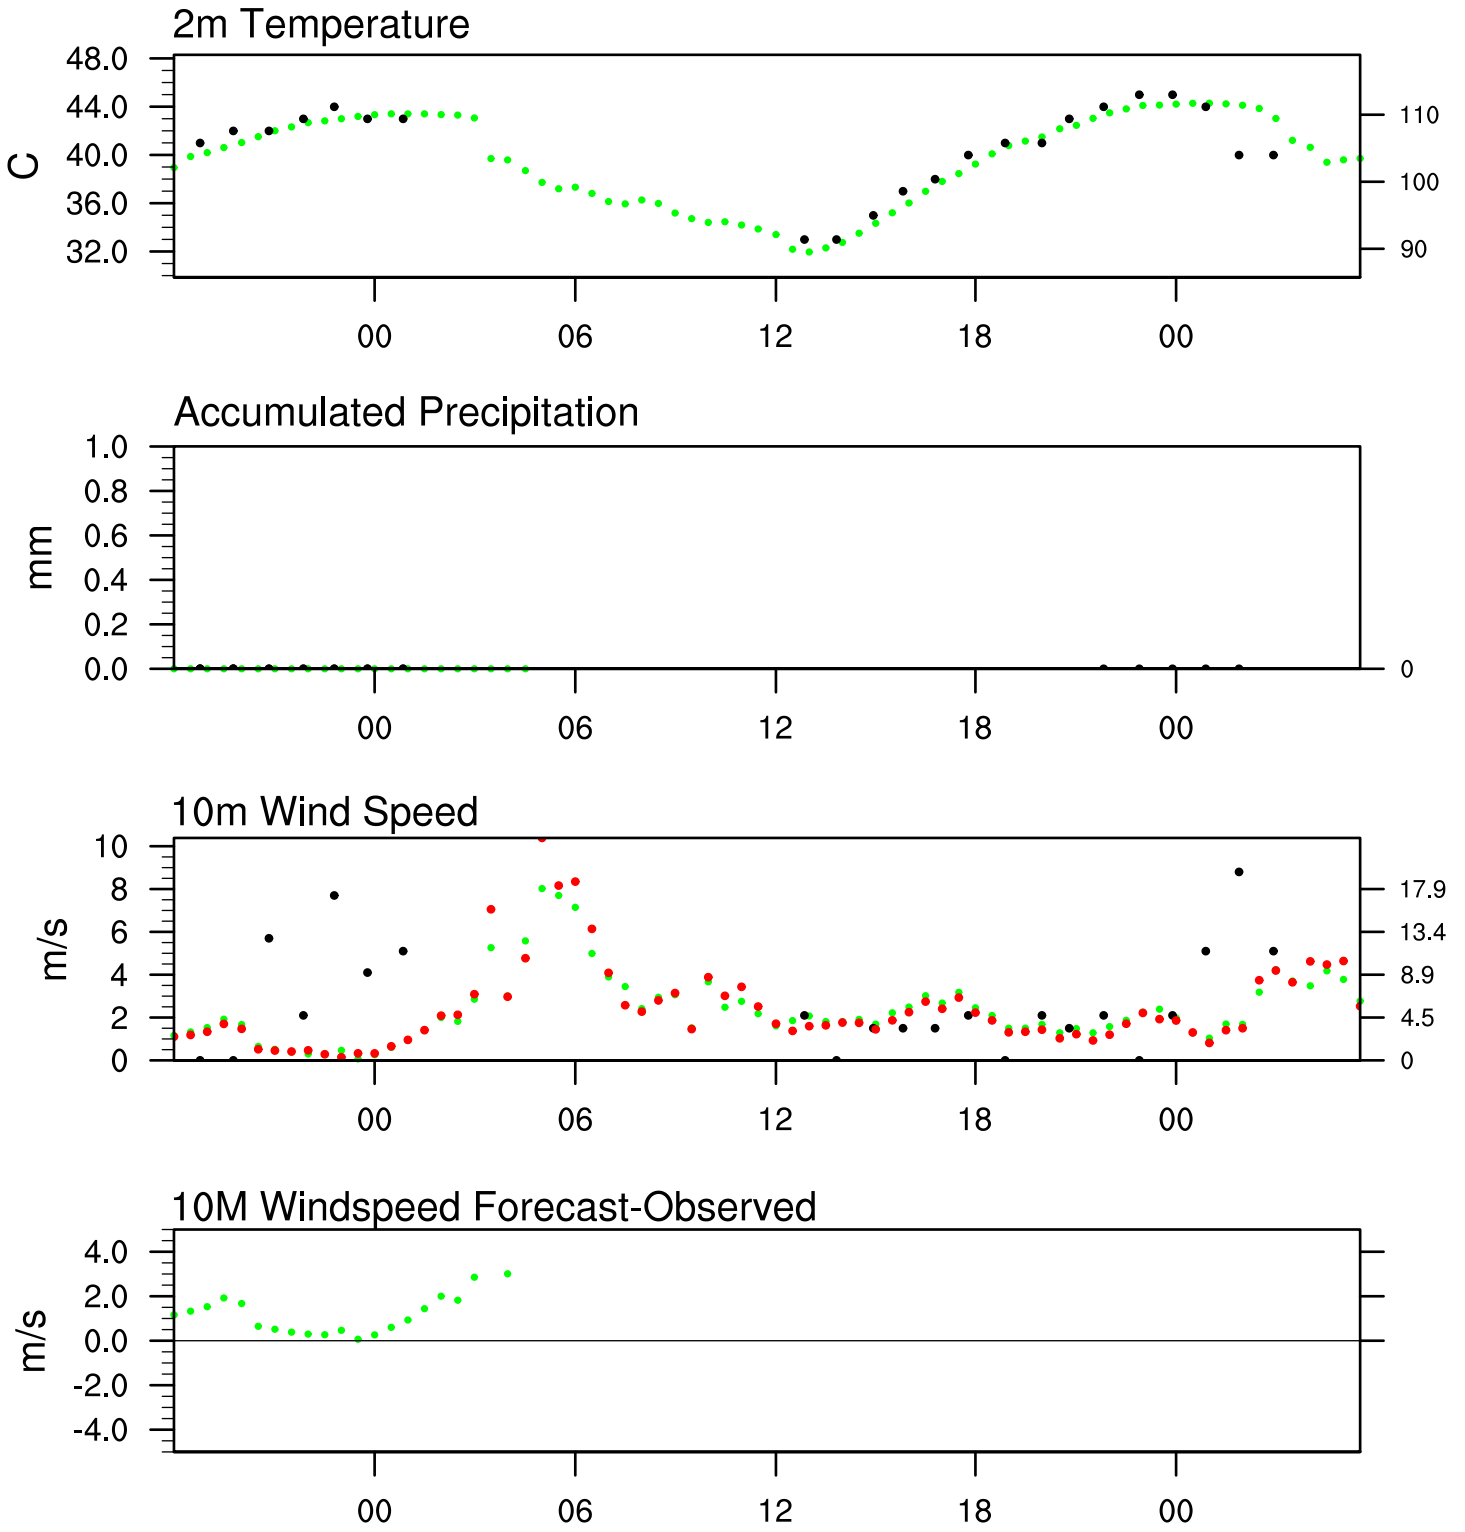 2m Temperature
48.0
44.0
40.0
36.0
32.0
C
110
100
90
00 06 12 18 00
Accumulated Precipitation
1.0
0.8
0.6
0.4
0.2
0.0
mm
0
00 06 12 18 00
10m Wind Speed
10
8
6
4
2
0
m/s
17.9
13.4
8.9
4.5
0
00 06 12 18 00
10M Windspeed Forecast-Observed
4.0
2.0
0.0
-2.0
-4.0
m/s
00 06 12 18 00